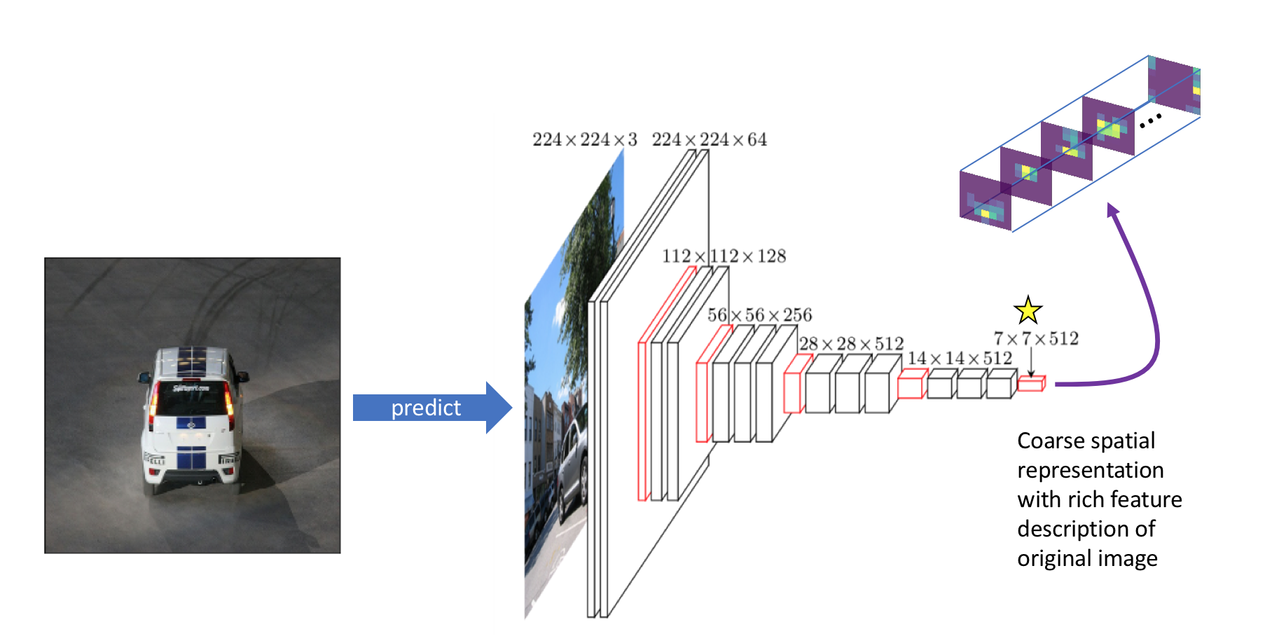 224×224×3
224×224×64
112×112×128
56×56×256
28×28×512
14×14×512
7×7×512
predict
Coarse spatial
representation
with rich feature
description of
original image